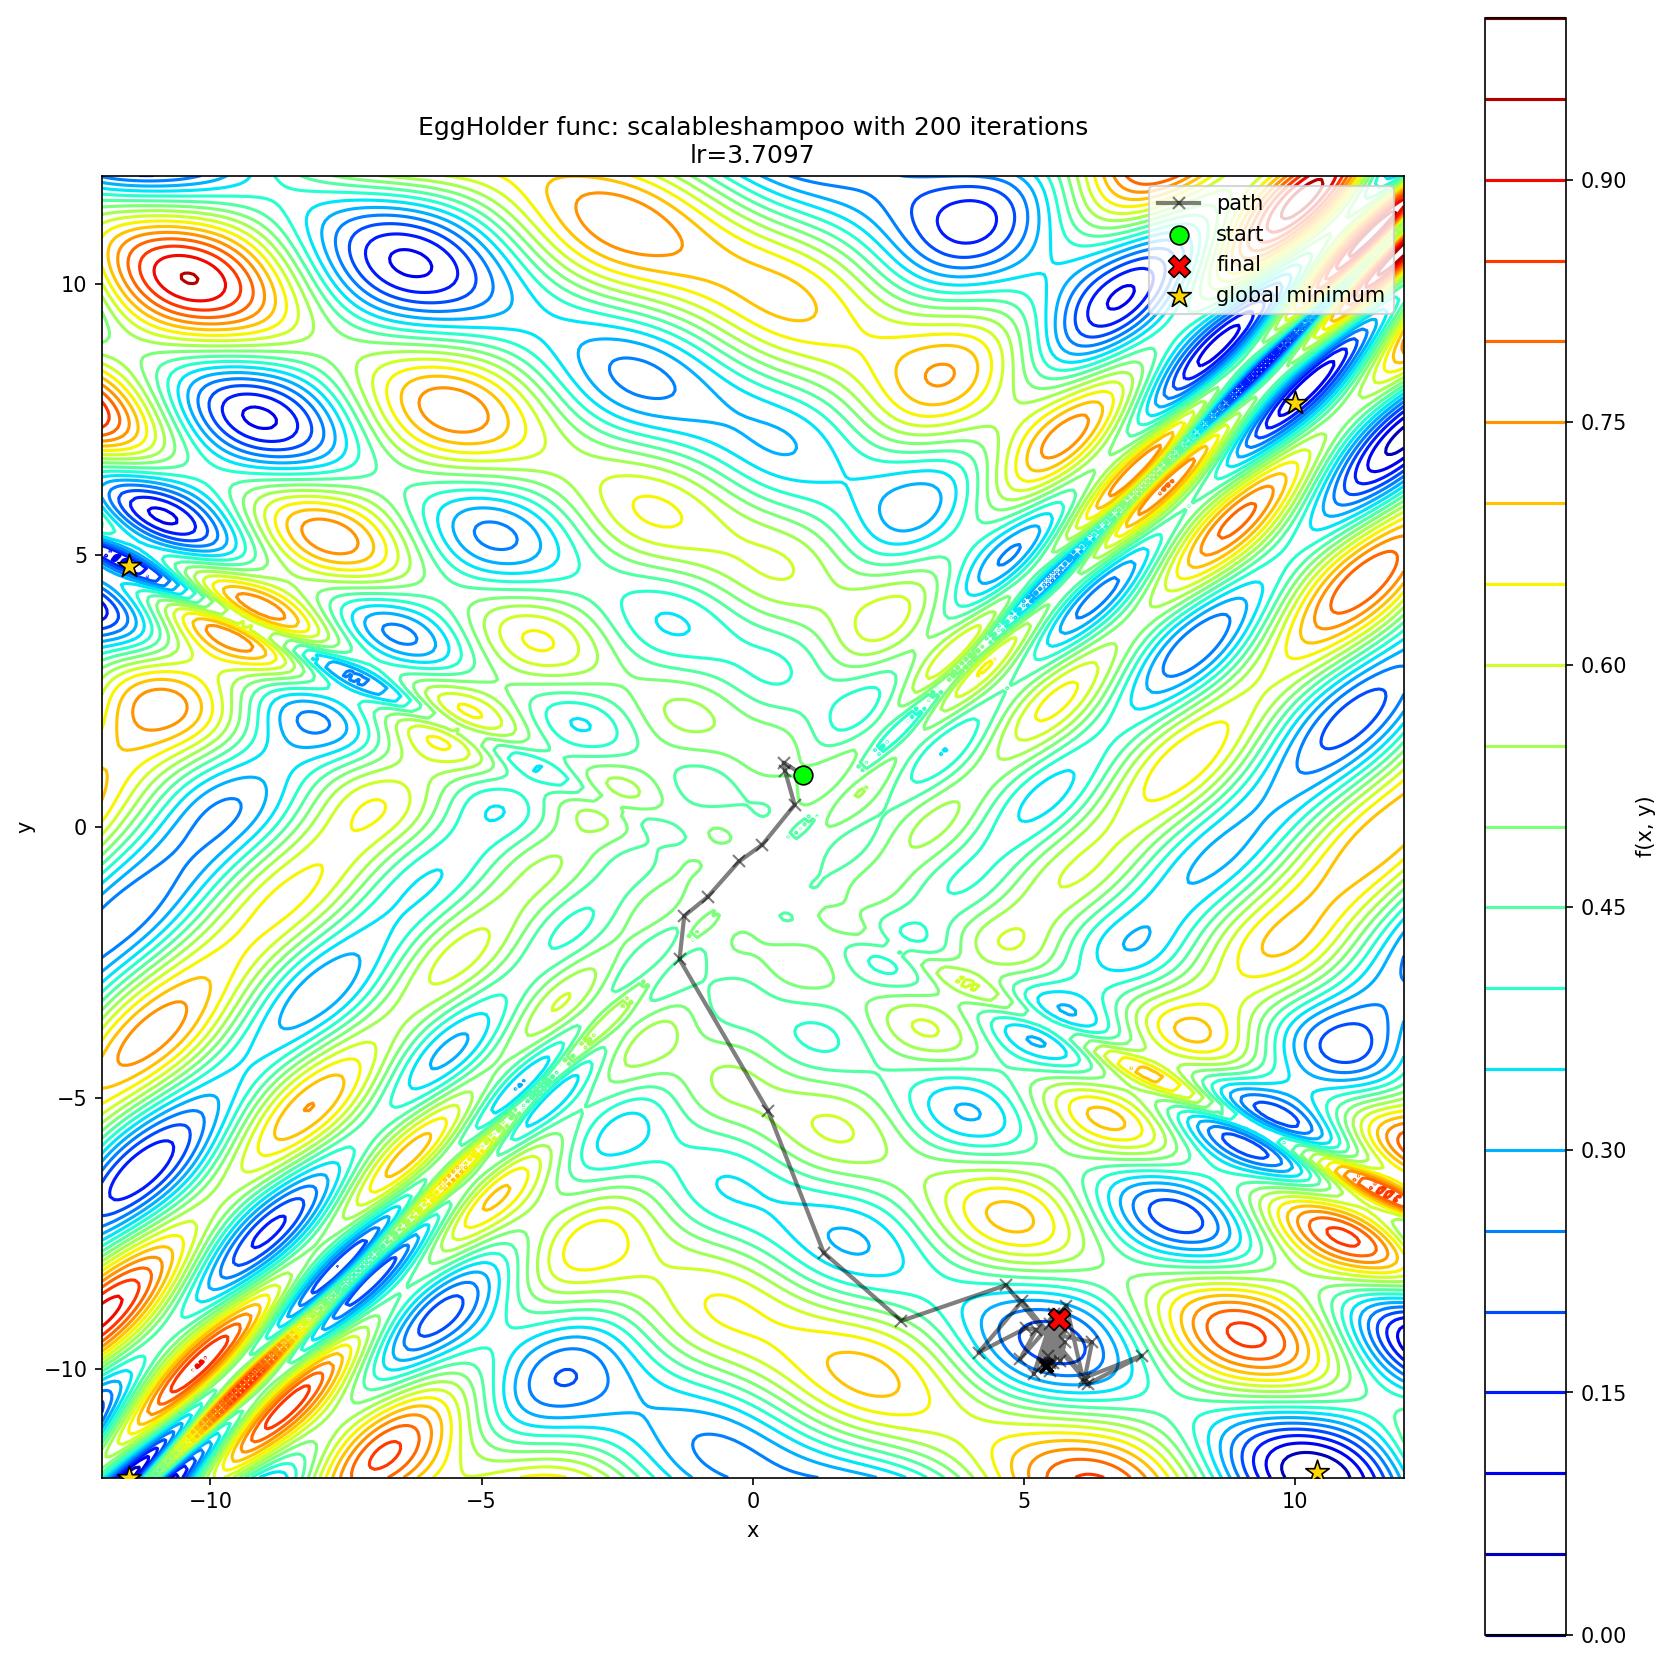 EggHolder func: scalableshampoo with 200 iterations
lr=3.7097
path
start
final
global minimum
10
5
0
−5
−10
y
−10
−5
0
5
10
x
0.90
0.75
0.60
0.45
0.30
0.15
0.00
f(x, y)